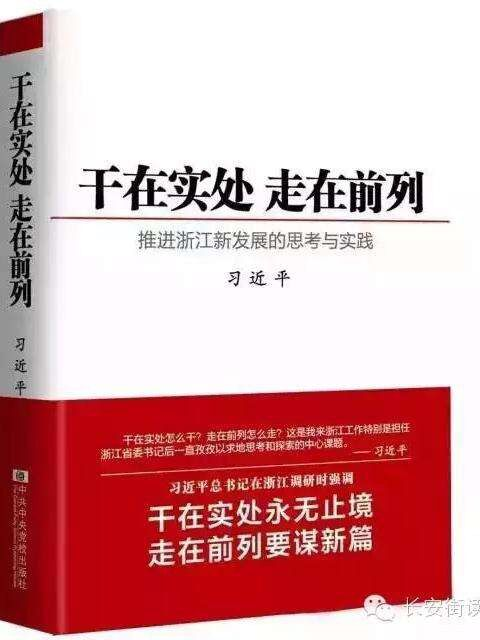 干在实处 走在前列
推进浙江新发展的思考与实践
习近平
干在实处怎么干？走在前列怎么走？这是我来浙江工作特别是担任
浙江省委书记后一直孜孜以求地思考和探索的中心课题。
——习近平
习近平总书记在浙江调研时强调
干在实处永无止境
走在前列要谋新篇
干在实处 走在前列
习近平
中共中央党校出版社
长安街读